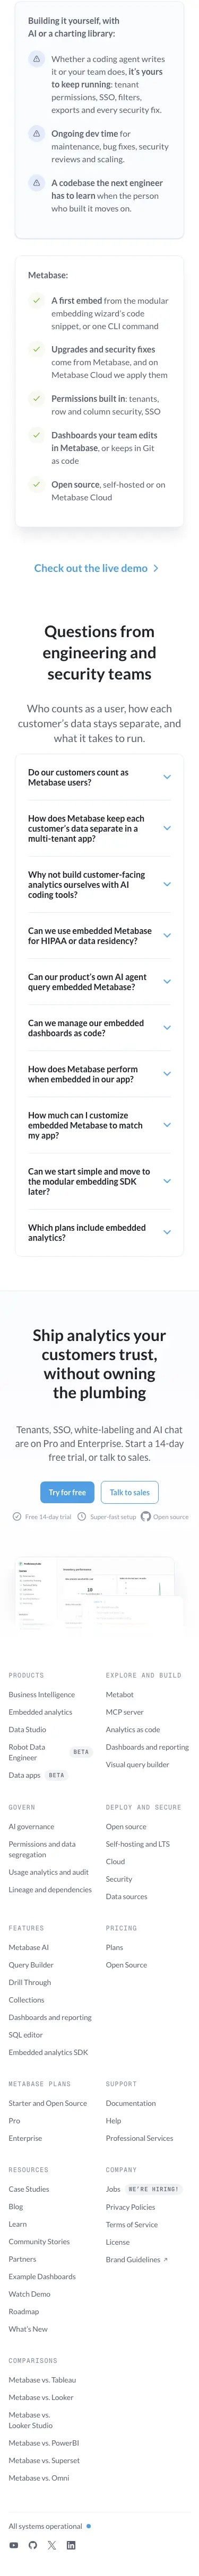 Building it yourself, with
AI or a charting library:
Whether a coding agent writes
it or your team does, it's yours
to keep running: tenant
permissions, SSO, filters,
exports and every security fix.
Ongoing dev time for
maintenance, bug fixes, security
reviews and scaling.
A codebase the next engineer
has to learn when the person
who built it moves on.
Metabase:
A first embed from the modular
embedding wizard's code
snippet, or one CLI command
Upgrades and security fixes
come from Metabase, and on
Metabase Cloud we apply them
Permissions built in: tenants,
row and column security, SSO
Dashboards your team edits
in Metabase, or keeps in Git
as code
Open source, self-hosted or on
Metabase Cloud
Check out the live demo
Questions from
engineering and
security teams
Who counts as a user, how each
customer's data stays separate, and
what it takes to run.
Do our customers count as
Metabase users?
How does Metabase keep each
customer's data separate in a
multi-tenant app?
Why not build customer-facing
analytics ourselves with AI
coding tools?
Can we use embedded Metabase
for HIPAA or data residency?
Can our product's own AI agent
query embedded Metabase?
Can we manage our embedded
dashboards as code?
How does Metabase perform
when embedded in our app?
How much can I customize
embedded Metabase to match
my app?
Can we start simple and move to
the modular embedding SDK
later?
Which plans include embedded
analytics?
Ship analytics your
customers trust,
without owning
the plumbing
Tenants, SSO, white-labeling and AI chat
are on Pro and Enterprise. Start a 14-day
free trial, or talk to sales.
Try for free
Talk to sales
Free 14-day trial
Super-fast setup
Open source
PRODUCTS
Business Intelligence
Embedded analytics
Data Studio
Robot Data
Engineer
BETA
Data apps BETA
EXPLORE AND BUILD
Metabot
MCP server
Analytics as code
Dashboards and reporting
Visual query builder
GOVERN
AI governance
Permissions and data
segregation
Usage analytics and audit
Lineage and dependencies
DEPLOY AND SECURE
Open source
Self-hosting and LTS
Cloud
Security
Data sources
FEATURES
Metabase AI
Query Builder
Drill Through
Collections
Dashboards and reporting
SQL editor
Embedded analytics SDK
PRICING
Plans
Open Source
METABASE PLANS
Starter and Open Source
Pro
Enterprise
SUPPORT
Documentation
Help
Professional Services
RESOURCES
Case Studies
Blog
Learn
Community Stories
Partners
Example Dashboards
Watch Demo
Roadmap
What's New
COMPANY
Jobs WE'RE HIRING!
Privacy Policies
Terms of Service
License
Brand Guidelines ↗
COMPARISONS
Metabase vs. Tableau
Metabase vs. Looker
Metabase vs.
Looker Studio
Metabase vs. PowerBI
Metabase vs. Superset
Metabase vs. Omni
All systems operational